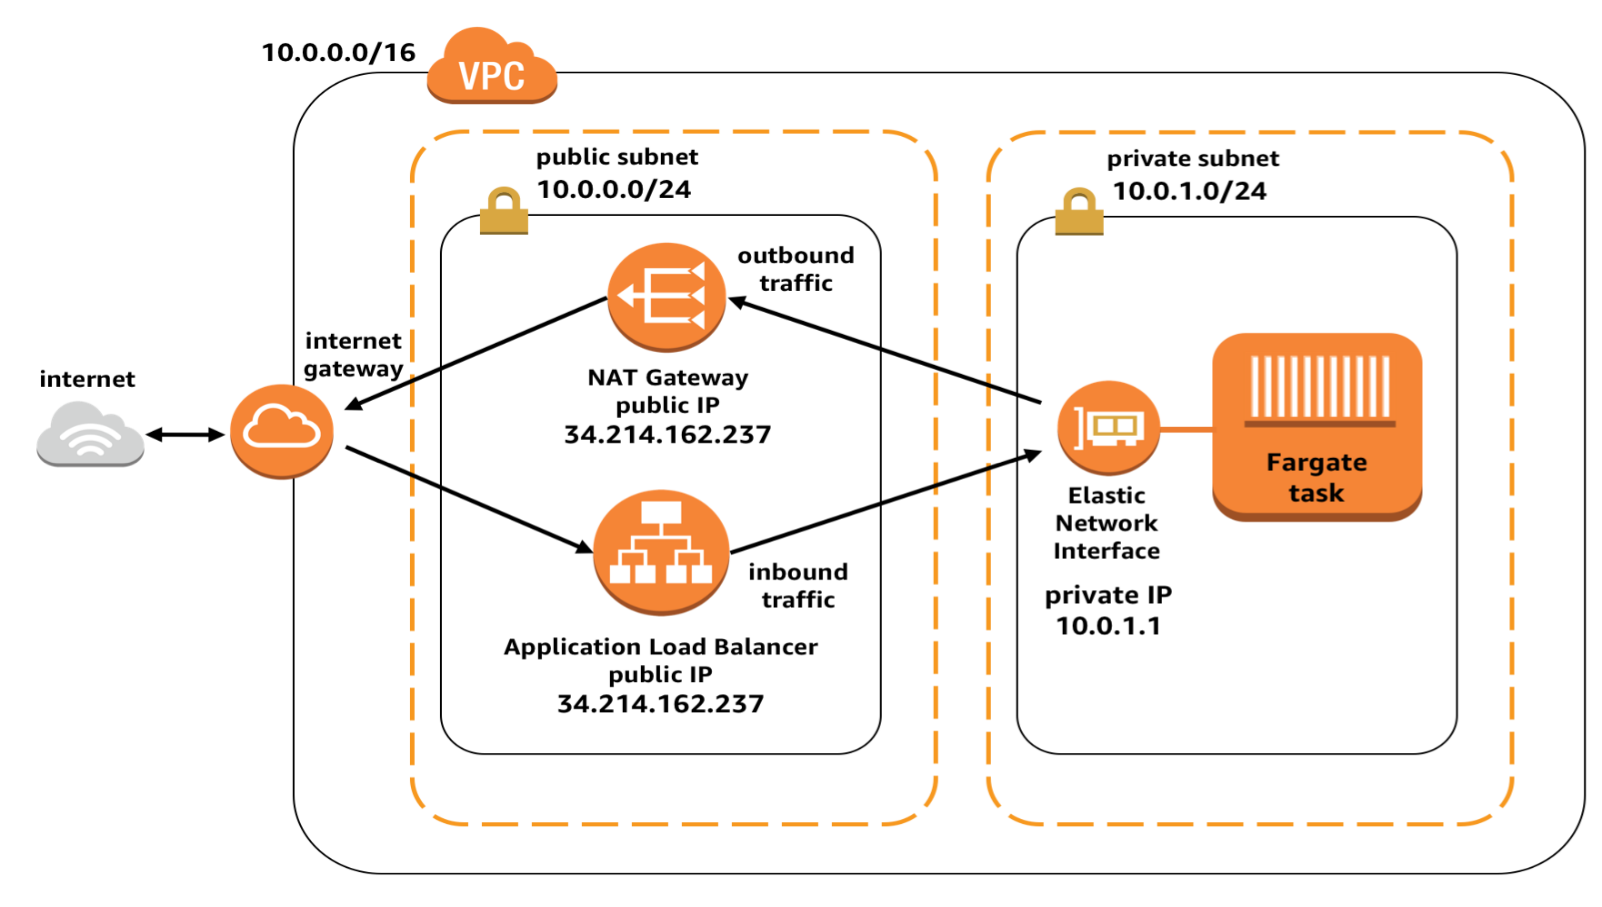 10.0.0.0/16
VPC
public subnet
10.0.0.0/24
private subnet
10.0.1.0/24
outbound
traffic
internet
gateway
internet
NAT Gateway
public IP
34.214.162.237
Fargate
task
Elastic
Network
Interface
private IP
10.0.1.1
inbound
traffic
Application Load Balancer
public IP
34.214.162.237